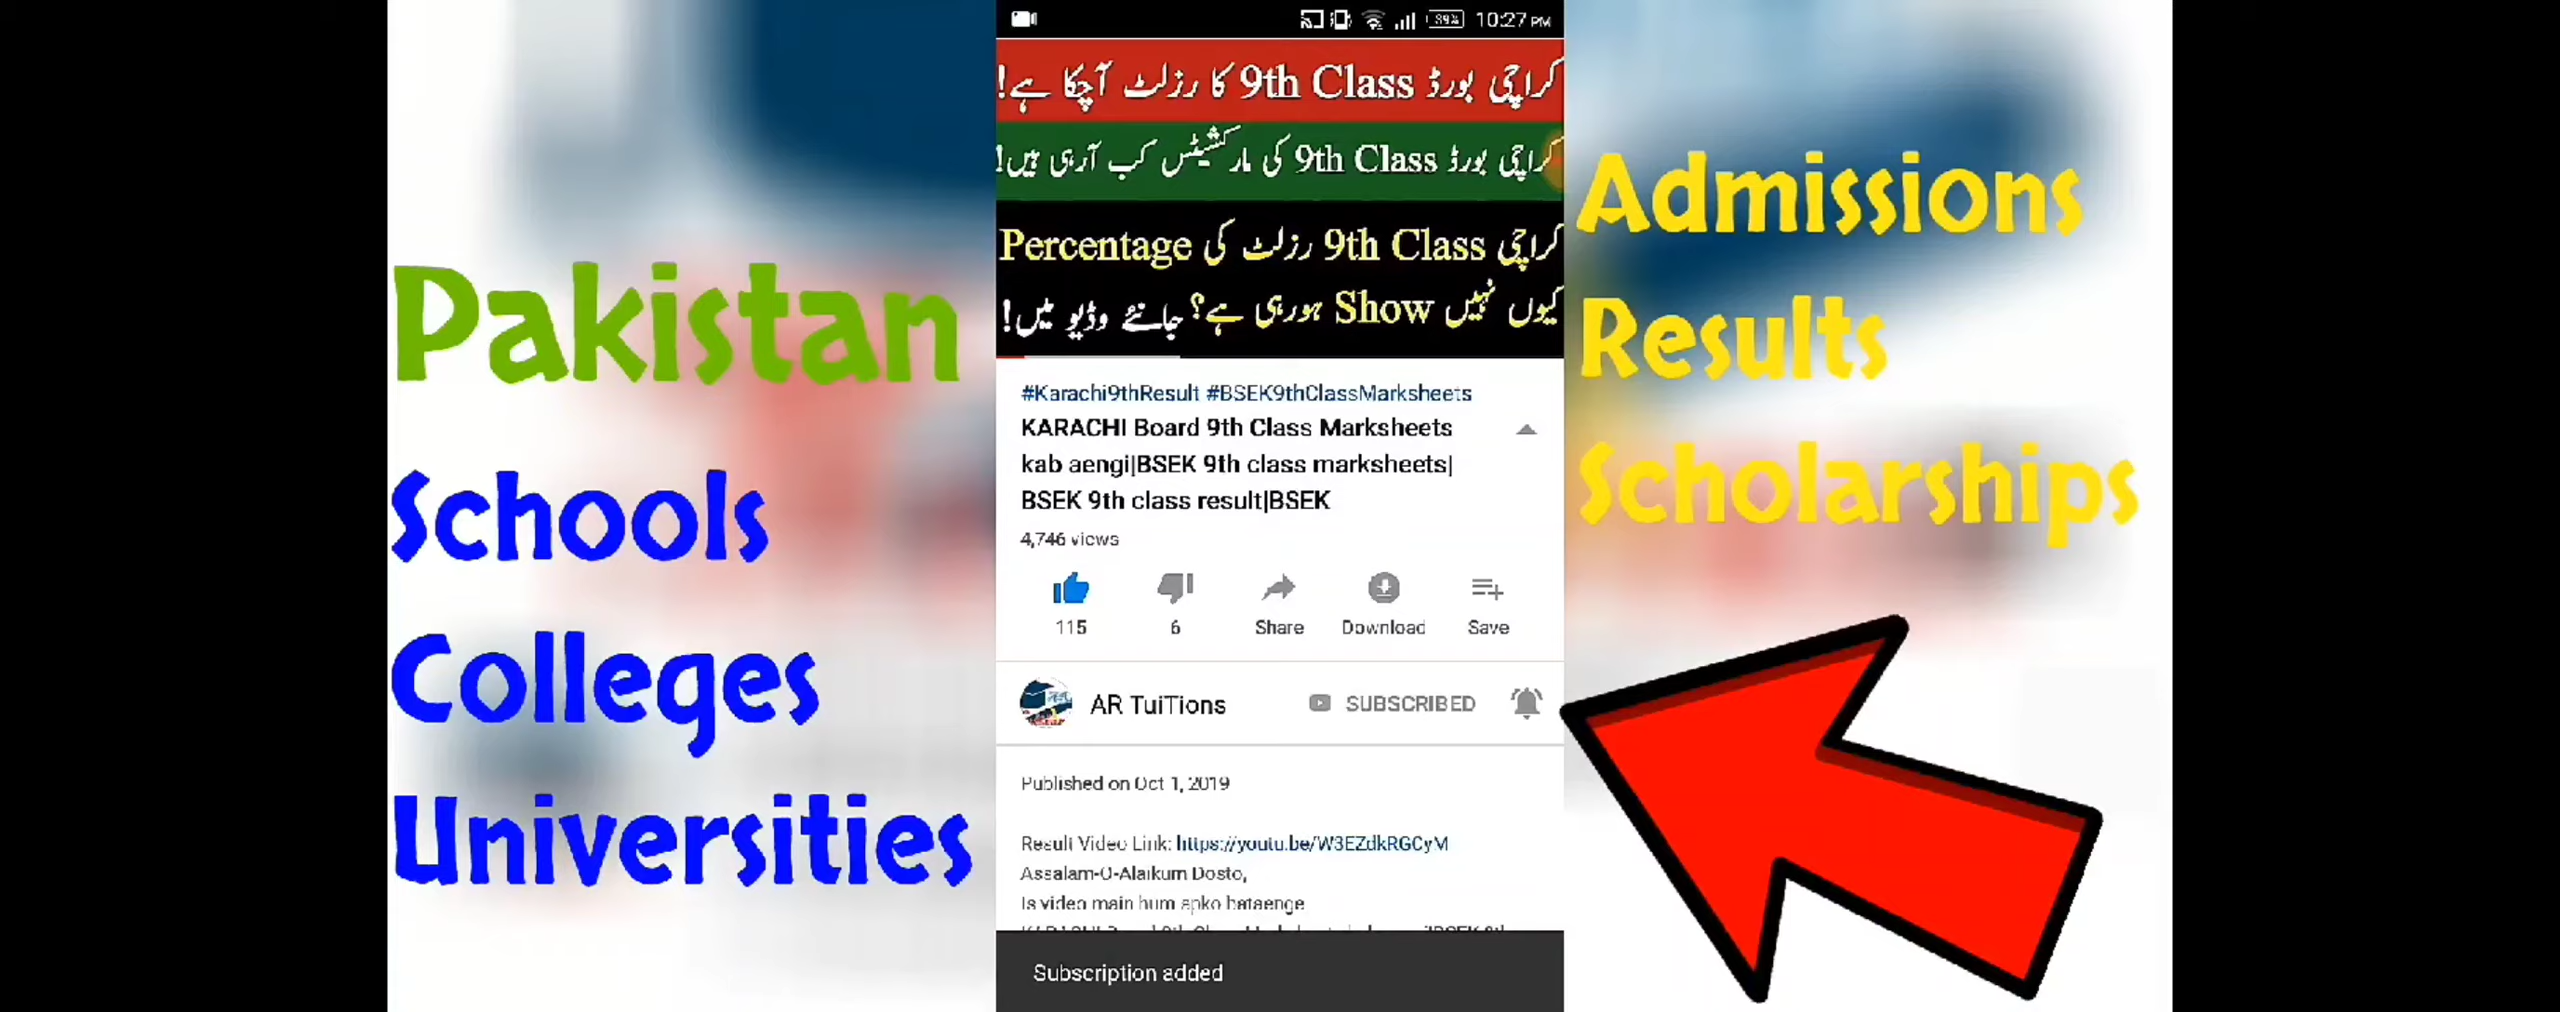 Pakistan
Schools
Colleges
Universities
39%
10:27 PM
کراچی بورڈ 9th Class کا رزلٹ آچکا ہے!
کراچی بورڈ 9th Class کی مارکشیٹس کب آرہی ہیں!
کراچی 9th Class رزلٹ کی Percentage
کیوں نہیں Show ہورہی ہے؟ جانئے وڈیو میں!
#Karachi9thResult #BSEK9thClassMarksheets
KARACHI Board 9th Class Marksheets
kab aengi|BSEK 9th class marksheets|
BSEK 9th class result|BSEK
4,746 views
115
6
Share
Download
Save
AR TuiTions
SUBSCRIBED
Published on Oct 1, 2019
Result Video Link: https://youtu.be/W3EZdkRGCyM
Assalam-O-Alaikum Dosto,
Is video main hum apko bataenge
Subscription added
Admissions
Results
Scholarships